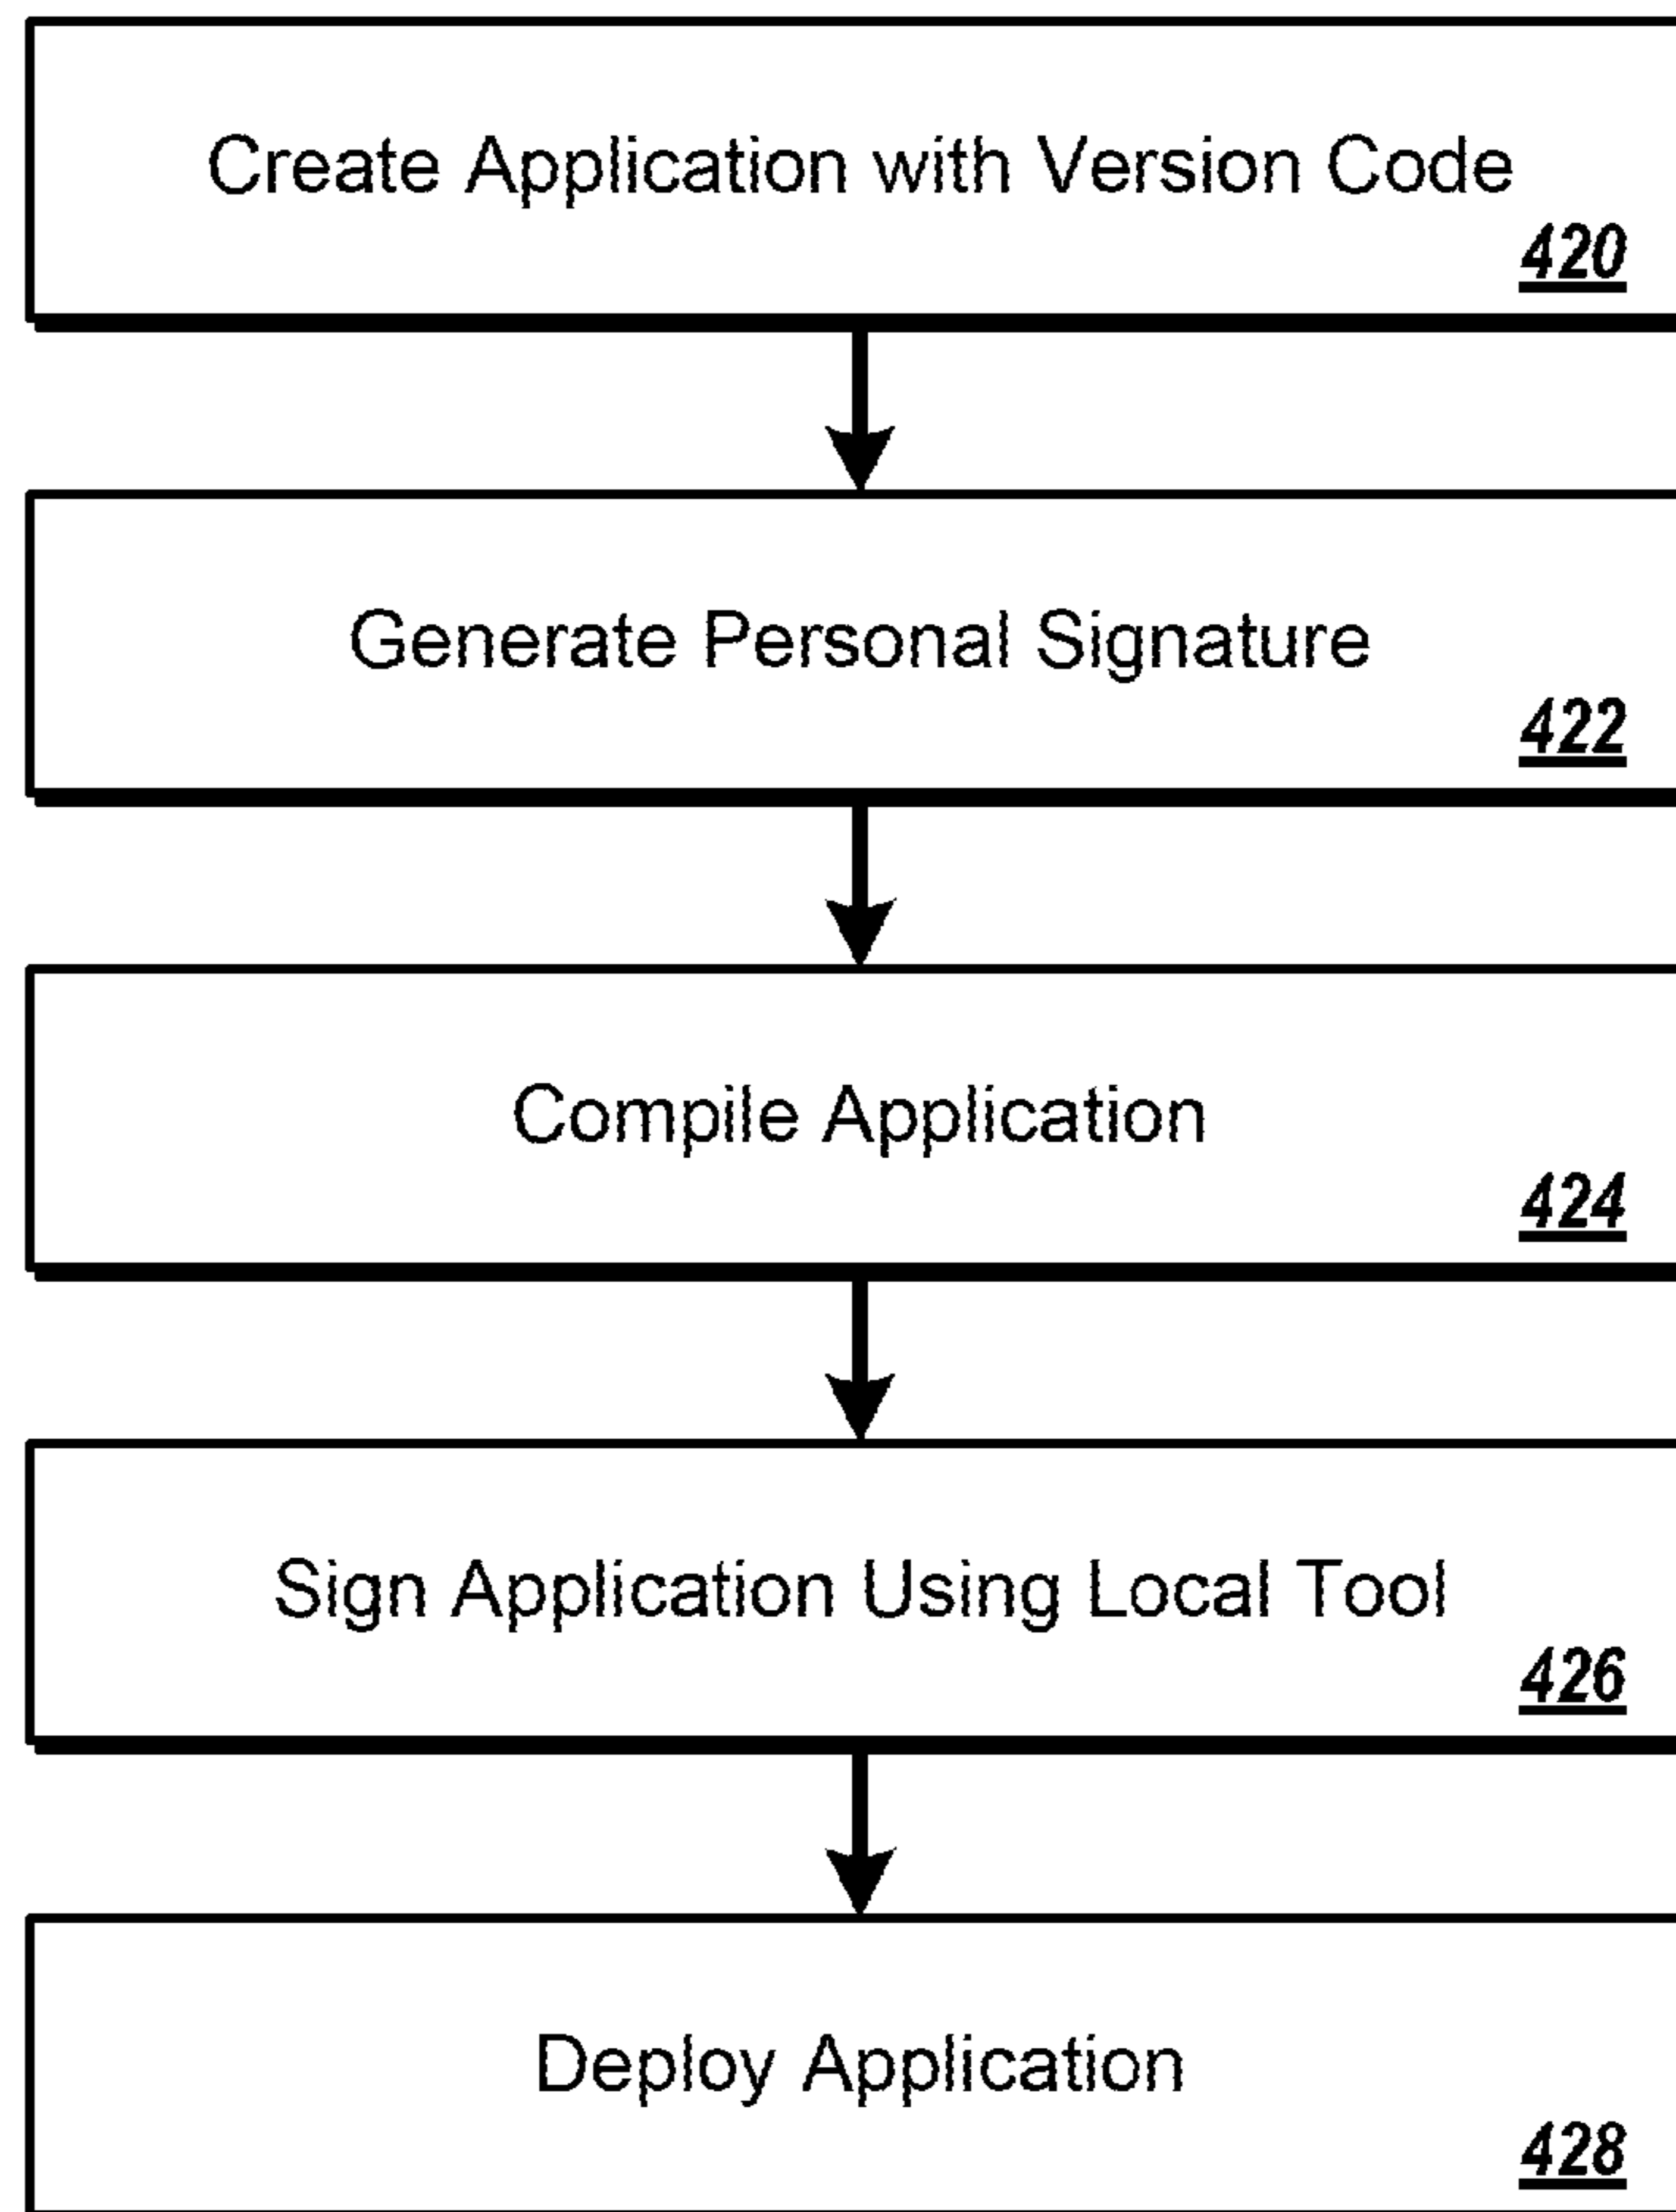 Create Application with Version Code
420
Generate Personal Signature
422
Compile Application
424
Sign Application Using Local Tool
426
Deploy Application
428